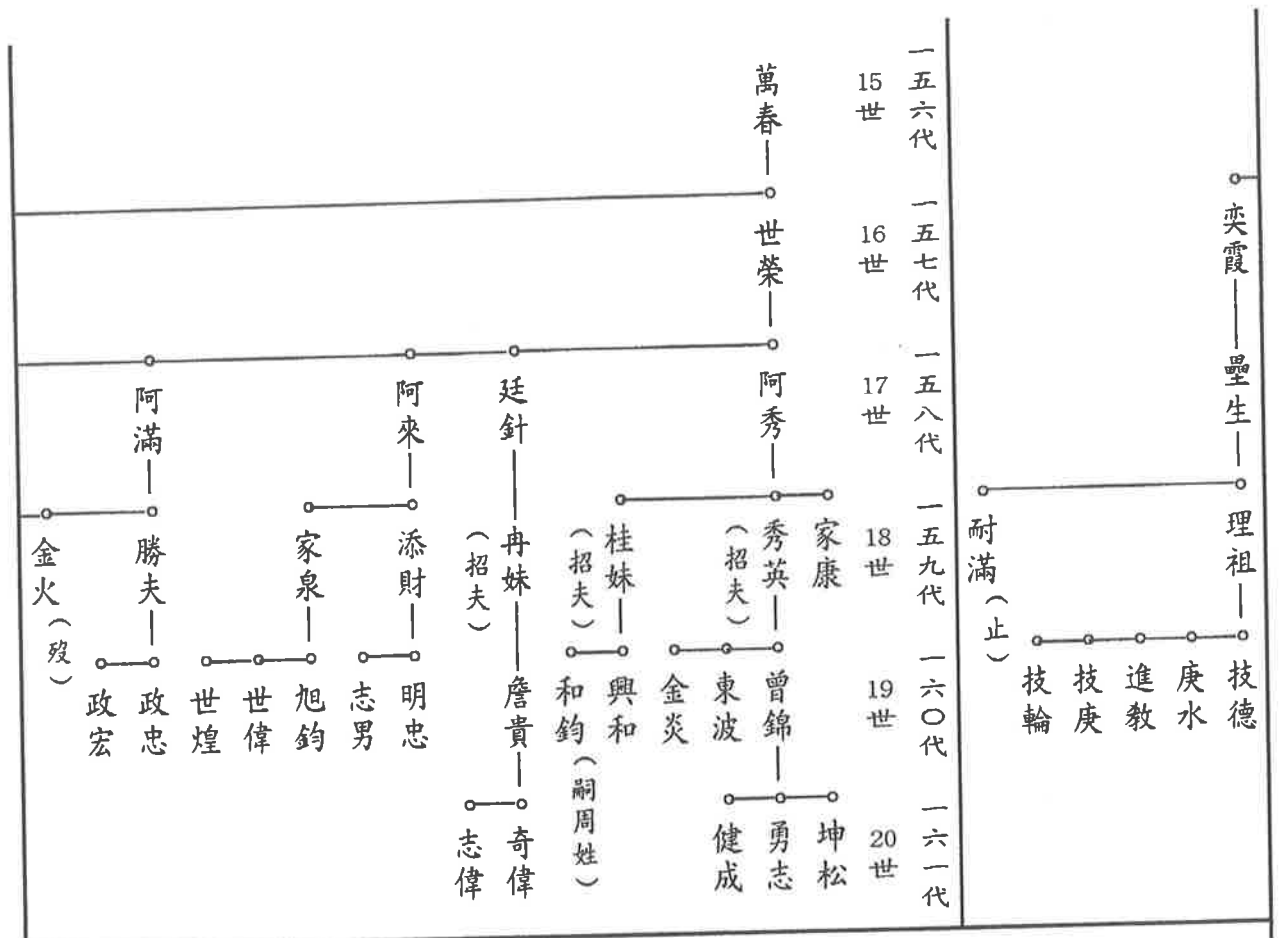 奕霞
壘生
理祖
耐滿（止）
技德
庚水
進教
技庚
技輪
一五六代
一五七代
一五八代
一五九代
一六〇代
一六一代
15世
16世
17世
18世
19世
20世
萬春
世榮
阿秀
廷針
阿來
阿滿
家康
秀英（招夫）
桂妹（招夫）
冉妹（招夫）
添財
家泉
勝夫
金火（歿）
曾錦
東波
金炎
興和
和鈞（嗣周姓）
詹貴
明忠
志男
旭鈞
世偉
世煌
政忠
政宏
坤松
勇志
健成
奇偉
志偉